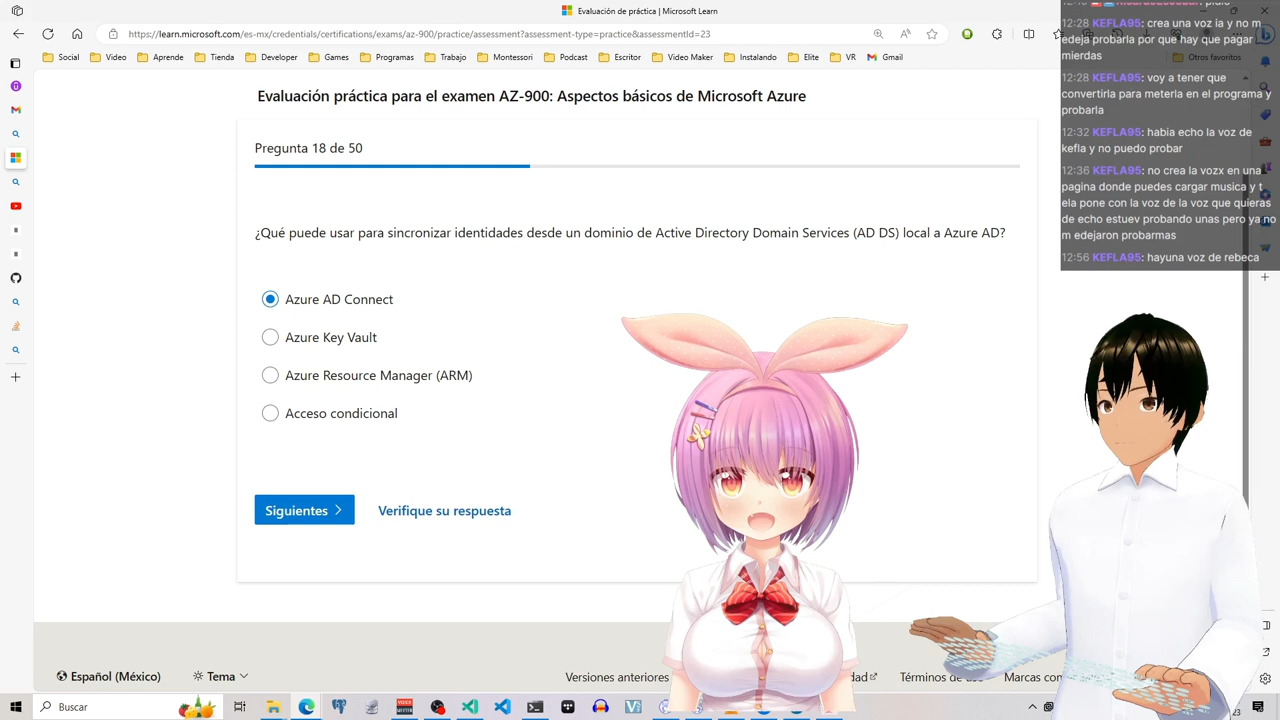 Evaluación de práctica | Microsoft Learn
https://learn.microsoft.com/es-mx/credentials/certifications/exams/az-900/practice/assessment?assessment-type=practice&assessmentId=23
Social
Video
Aprende
Tienda
Developer
Games
Programas
Trabajo
Montessori
Podcast
Escritor
Video Maker
Instalando
Elite
VR
Gmail
Otros favoritos
12:28 KEFLA95: crea una voz ia y no m
edeja probarla por que hay que pagar
mierdas
12:28 KEFLA95: voy a tener que
convertirla para meterla en el programa y
probarla
12:32 KEFLA95: habia echo la voz de
kefla y no puedo probar
12:36 KEFLA95: no crea la vozx en una
pagina donde puedes cargar musica y t
ela pone con la voz de la voz que quieras
de echo estuev probando unas pero ya no
m edejaron probarmas
12:56 KEFLA95: hayuna voz de rebeca
Evaluación práctica para el examen AZ-900: Aspectos básicos de Microsoft Azure
Pregunta 18 de 50
¿Qué puede usar para sincronizar identidades desde un dominio de Active Directory Domain Services (AD DS) local a Azure AD?
Azure AD Connect
Azure Key Vault
Azure Resource Manager (ARM)
Acceso condicional
Siguientes
Verifique su respuesta
Español (México)
Tema
Versiones anteriores
Términos de
Marcas
Buscar